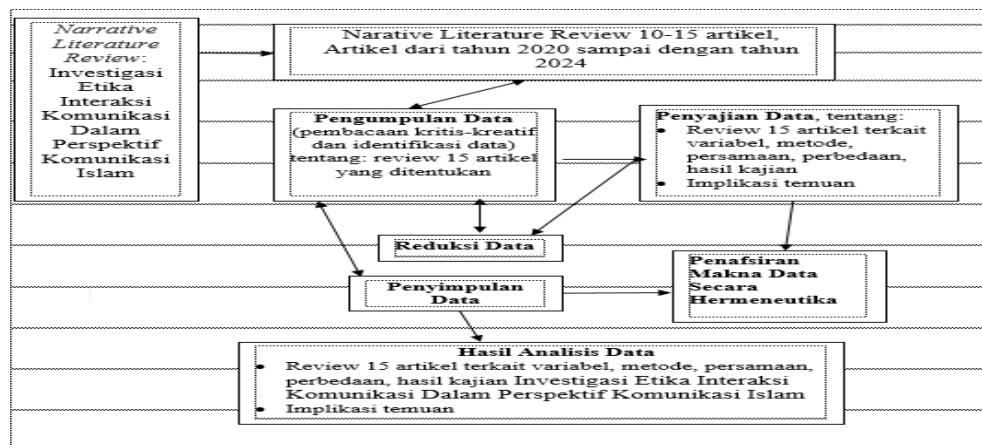 Narrative
Literature
Review:
Investigasi
Etika
Interaksi
Komunikasi
Dalam
Perspektif
Komunikasi
Islam
Narative Literature Review 10-15 artikel,
Artikel dari tahun 2020 sampai dengan tahun
2024
Pengumpulan Data
(pembacaan kritis-kreatif
dan identifikasi data)
tentang: review 15 artikel
yang ditentukan
Penyajian Data, tentang:
• Review 15 artikel terkait
variabel, metode,
persamaan, perbedaan,
hasil kajian
• Implikasi temuan
Reduksi Data
Penyimpulan
Data
Penafsiran
Makna Data
Secara
Hermeneutika
Hasil Analisis Data
• Review 15 artikel terkait variabel, metode, persamaan,
perbedaan, hasil kajian Investigasi Etika Interaksi
Komunikasi Dalam Perspektif Komunikasi Islam
• Implikasi temuan